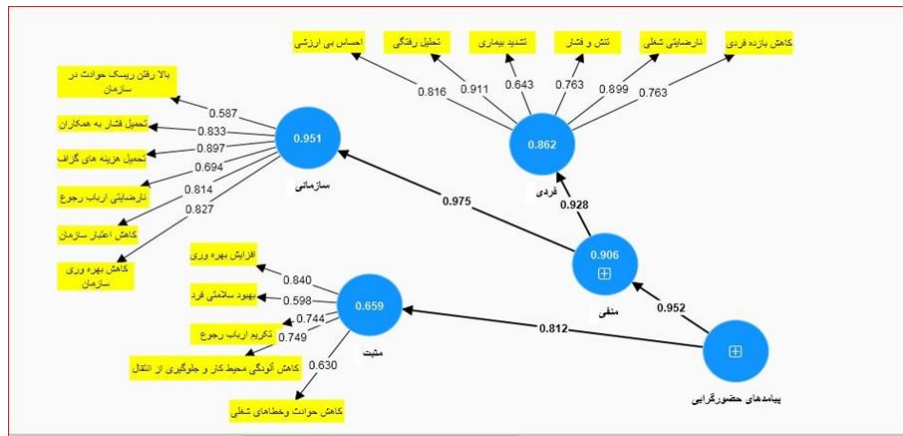 احساس بی ارزشی
تحلیل رفتگی
تشدید بیماری
تنش و فشار
نارضایتی شغلی
کاهش بازده فردی
0.816
0.911
0.643
0.763
0.899
0.763
0.862
فردی
بالا رفتن ریسک حوادث در
سازمان
تحمیل فشار به همکاران
تحمیل هزینه های گزاف
نارضایتی ارباب رجوع
کاهش اعتبار سازمان
کاهش بهره وری
سازمان
0.587
0.833
0.897
0.694
0.814
0.827
0.951
سازمانی
0.975
0.928
0.906
منفی
0.952
0.812
پیامدهای حضورگرایی
افزایش بهره وری
بهبود سلامتی فرد
تکریم ارباب رجوع
کاهش آلودگی محیط کار و جلوگیری از انتقال
کاهش حوادث وخطاهای شغلی
0.840
0.598
0.744
0.749
0.630
0.659
مثبت